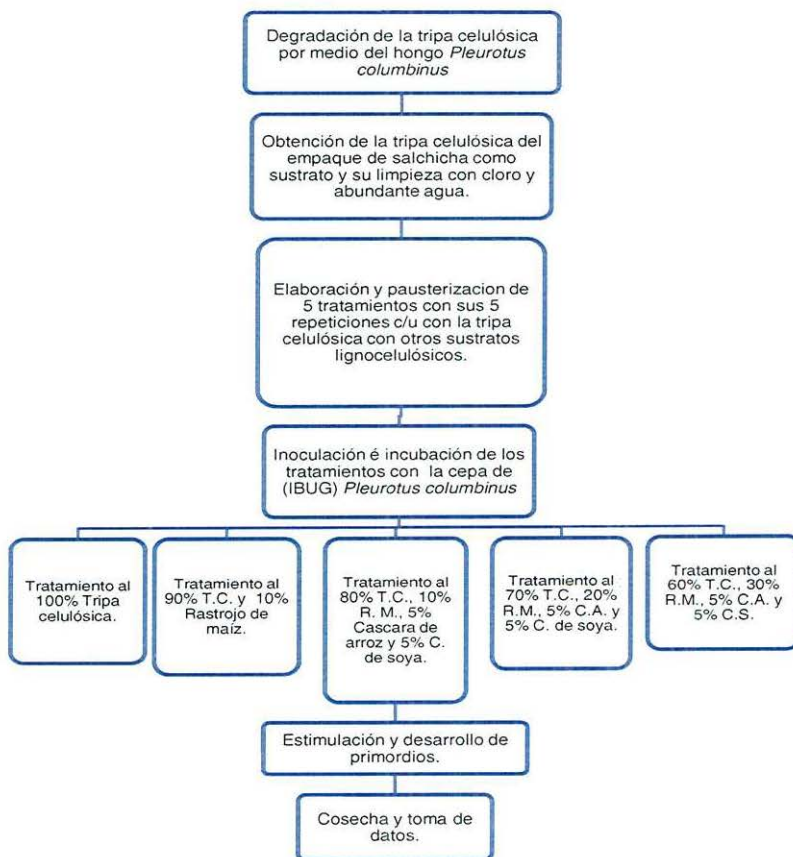 Degradación de la tripa celulósica
por medio del hongo Pleurotus
columbinus
Obtención de la tripa celulósica del
empaque de salchicha como
sustrato y su limpieza con cloro y
abundante agua.
Elaboración y pausterizacion de
5 tratamientos con sus 5
repeticiones c/u con la tripa
celulósica con otros sustratos
lignocelulósicos.
Inoculación é incubación de los
tratamientos con la cepa de
(IBUG) Pleurotus columbinus
Tratamiento al
100% Tripa
celulósica.
Tratamiento al
90% T.C. y 10%
Rastrojo de
maíz.
Tratamiento al
80% T.C., 10%
R. M., 5%
Cascara de
arroz y 5% C.
de soya.
Tratamiento al
70% T.C., 20%
R.M., 5% C.A. y
5% C. de soya.
Tratamiento al
60% T.C., 30%
R.M., 5% C.A. y
5% C.S.
Estimulación y desarrollo de
primordios.
Cosecha y toma de
datos.